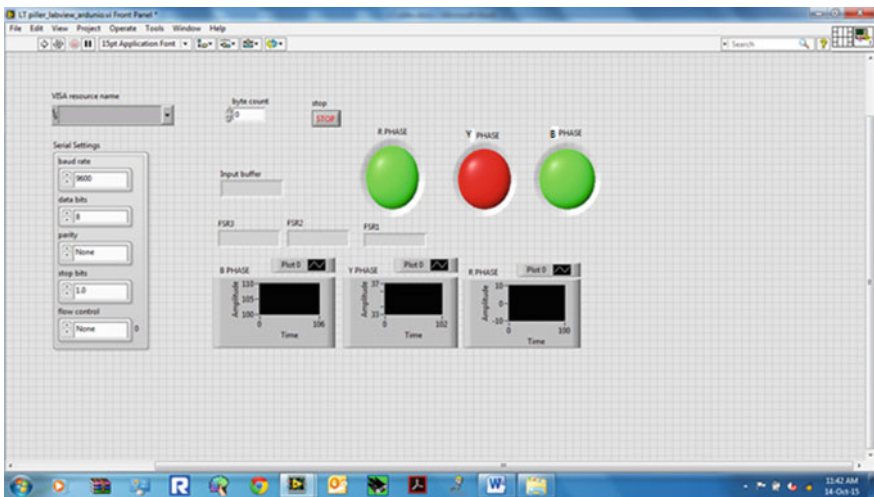 LT piller_labview_ardunio.vi Front Panel *
File Edit View Project Operate Tools Window Help
15pt Application Font
Search
VISA resource name
byte count
0
stop
STOP
R PHASE
Y PHASE
B PHASE
Serial Settings
baud rate
9600
data bits
8
parity
None
stop bits
1.0
flow control
None
0
Input buffer
FSR3
FSR2
FSR1
B PHASE
Plot 0
Amplitude
110
105
100
0
106
Time
Y PHASE
Plot 0
Amplitude
37
33
0
102
Time
R PHASE
Plot 0
Amplitude
10
0
-10
0
100
Time
11:42 AM
14-Oct-15